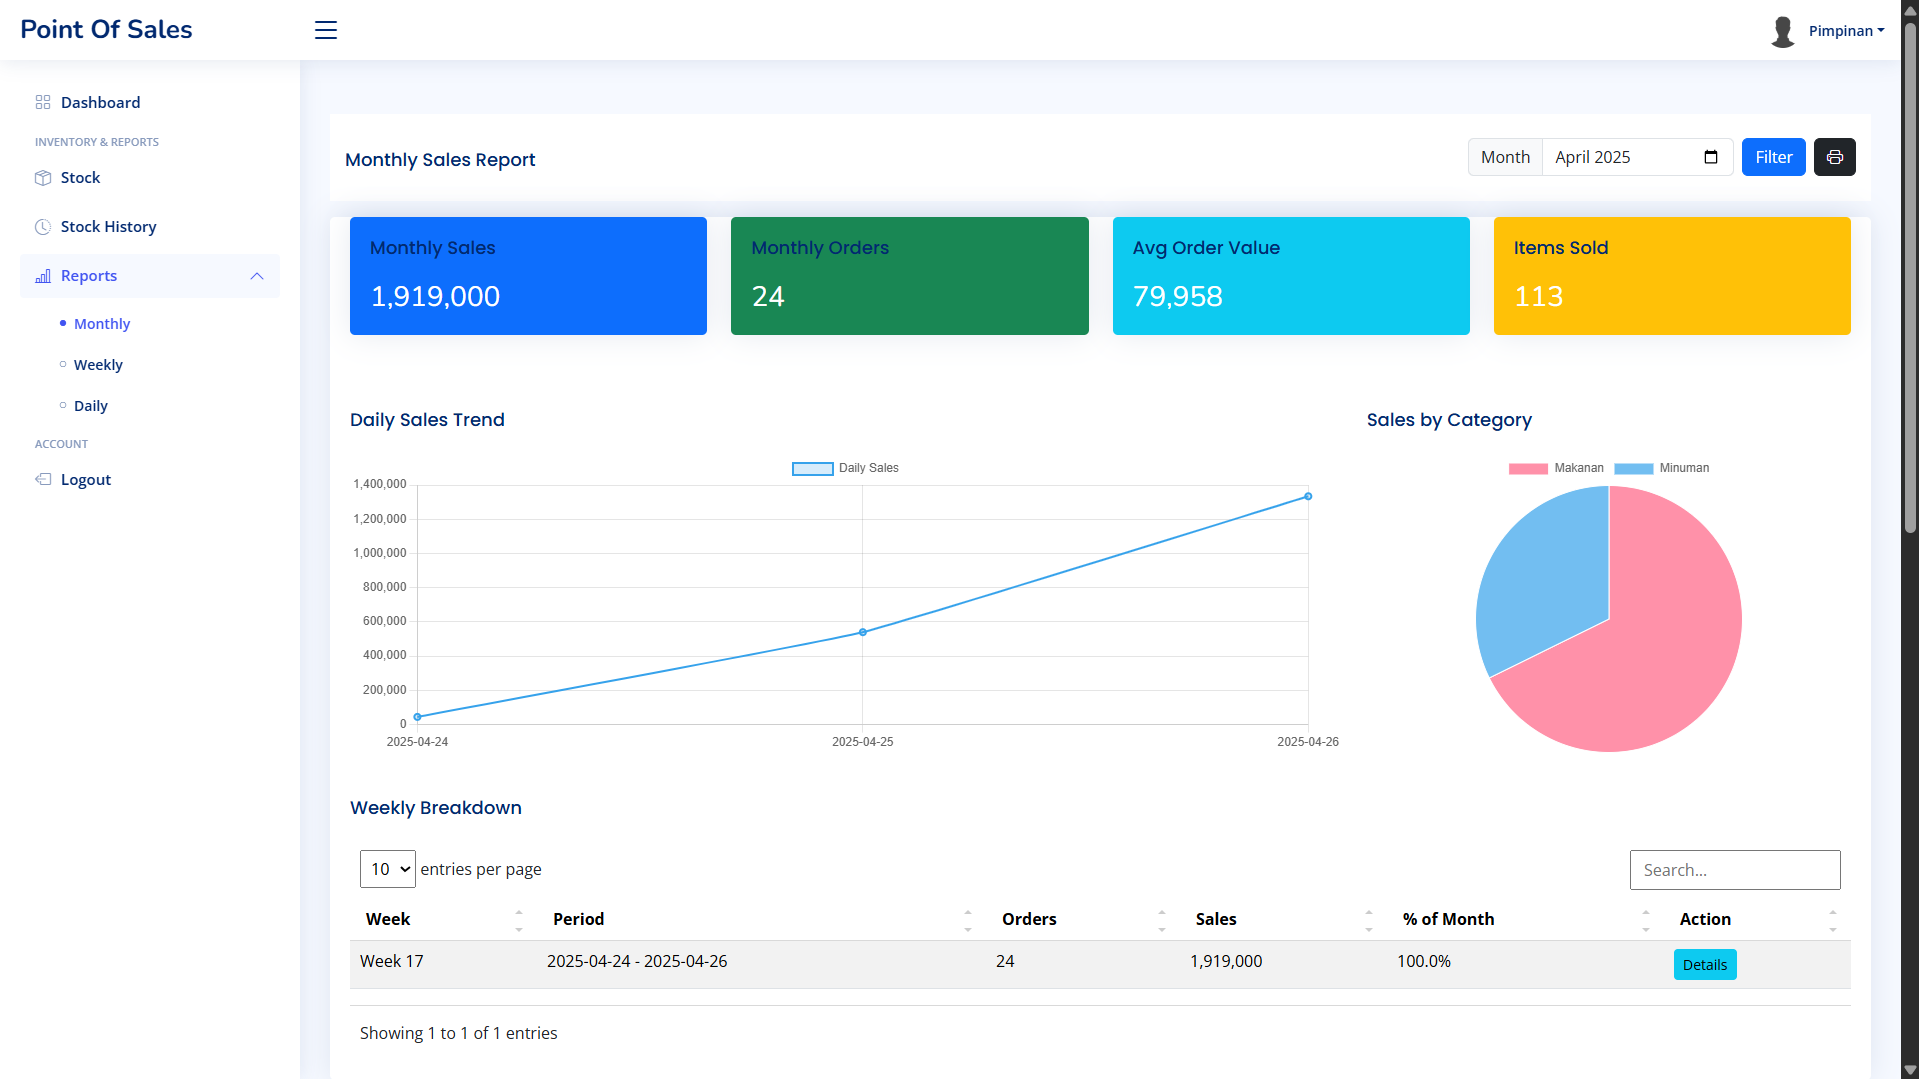 Point Of Sales
Pimpinan
Dashboard
INVENTORY & REPORTS
Stock
Stock History
Reports
Monthly
Weekly
Daily
ACCOUNT
Logout
Monthly Sales Report
Month April 2025 Filter
Monthly Sales
1,919,000
Monthly Orders
24
Avg Order Value
79,958
Items Sold
113
Daily Sales Trend
Daily Sales
1,400,000
1,200,000
1,000,000
800,000
600,000
400,000
200,000
0
2025-04-24 2025-04-25 2025-04-26
Sales by Category
Makanan Minuman
Weekly Breakdown
10 entries per page
Search...
Week Period Orders Sales % of Month Action
Week 17 2025-04-24 - 2025-04-26 24 1,919,000 100.0% Details
Showing 1 to 1 of 1 entries